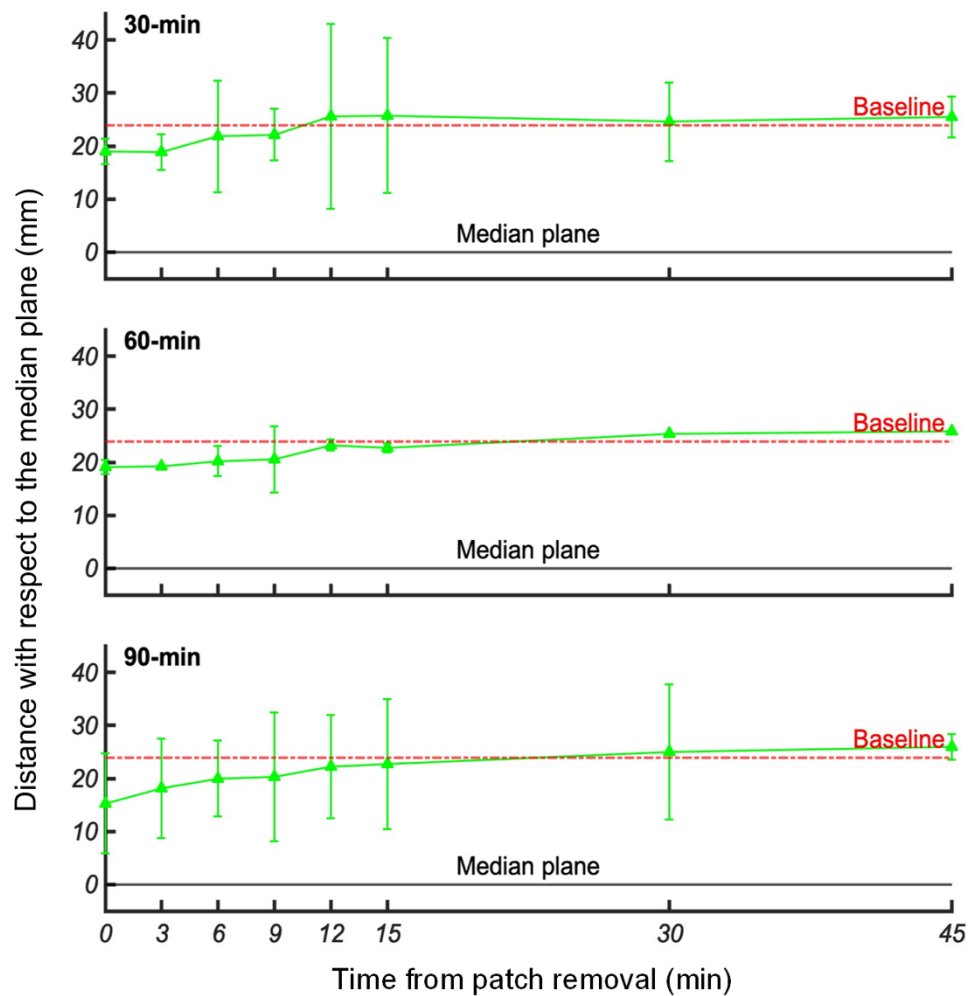 Distance with respect to the median plane (mm)
30-min
40
30
20
10
0
Baseline
Median plane
60-min
40
30
20
10
0
Baseline
Median plane
90-min
40
30
20
10
0
Baseline
Median plane
0 3 6 9 12 15 30 45
Time from patch removal (min)